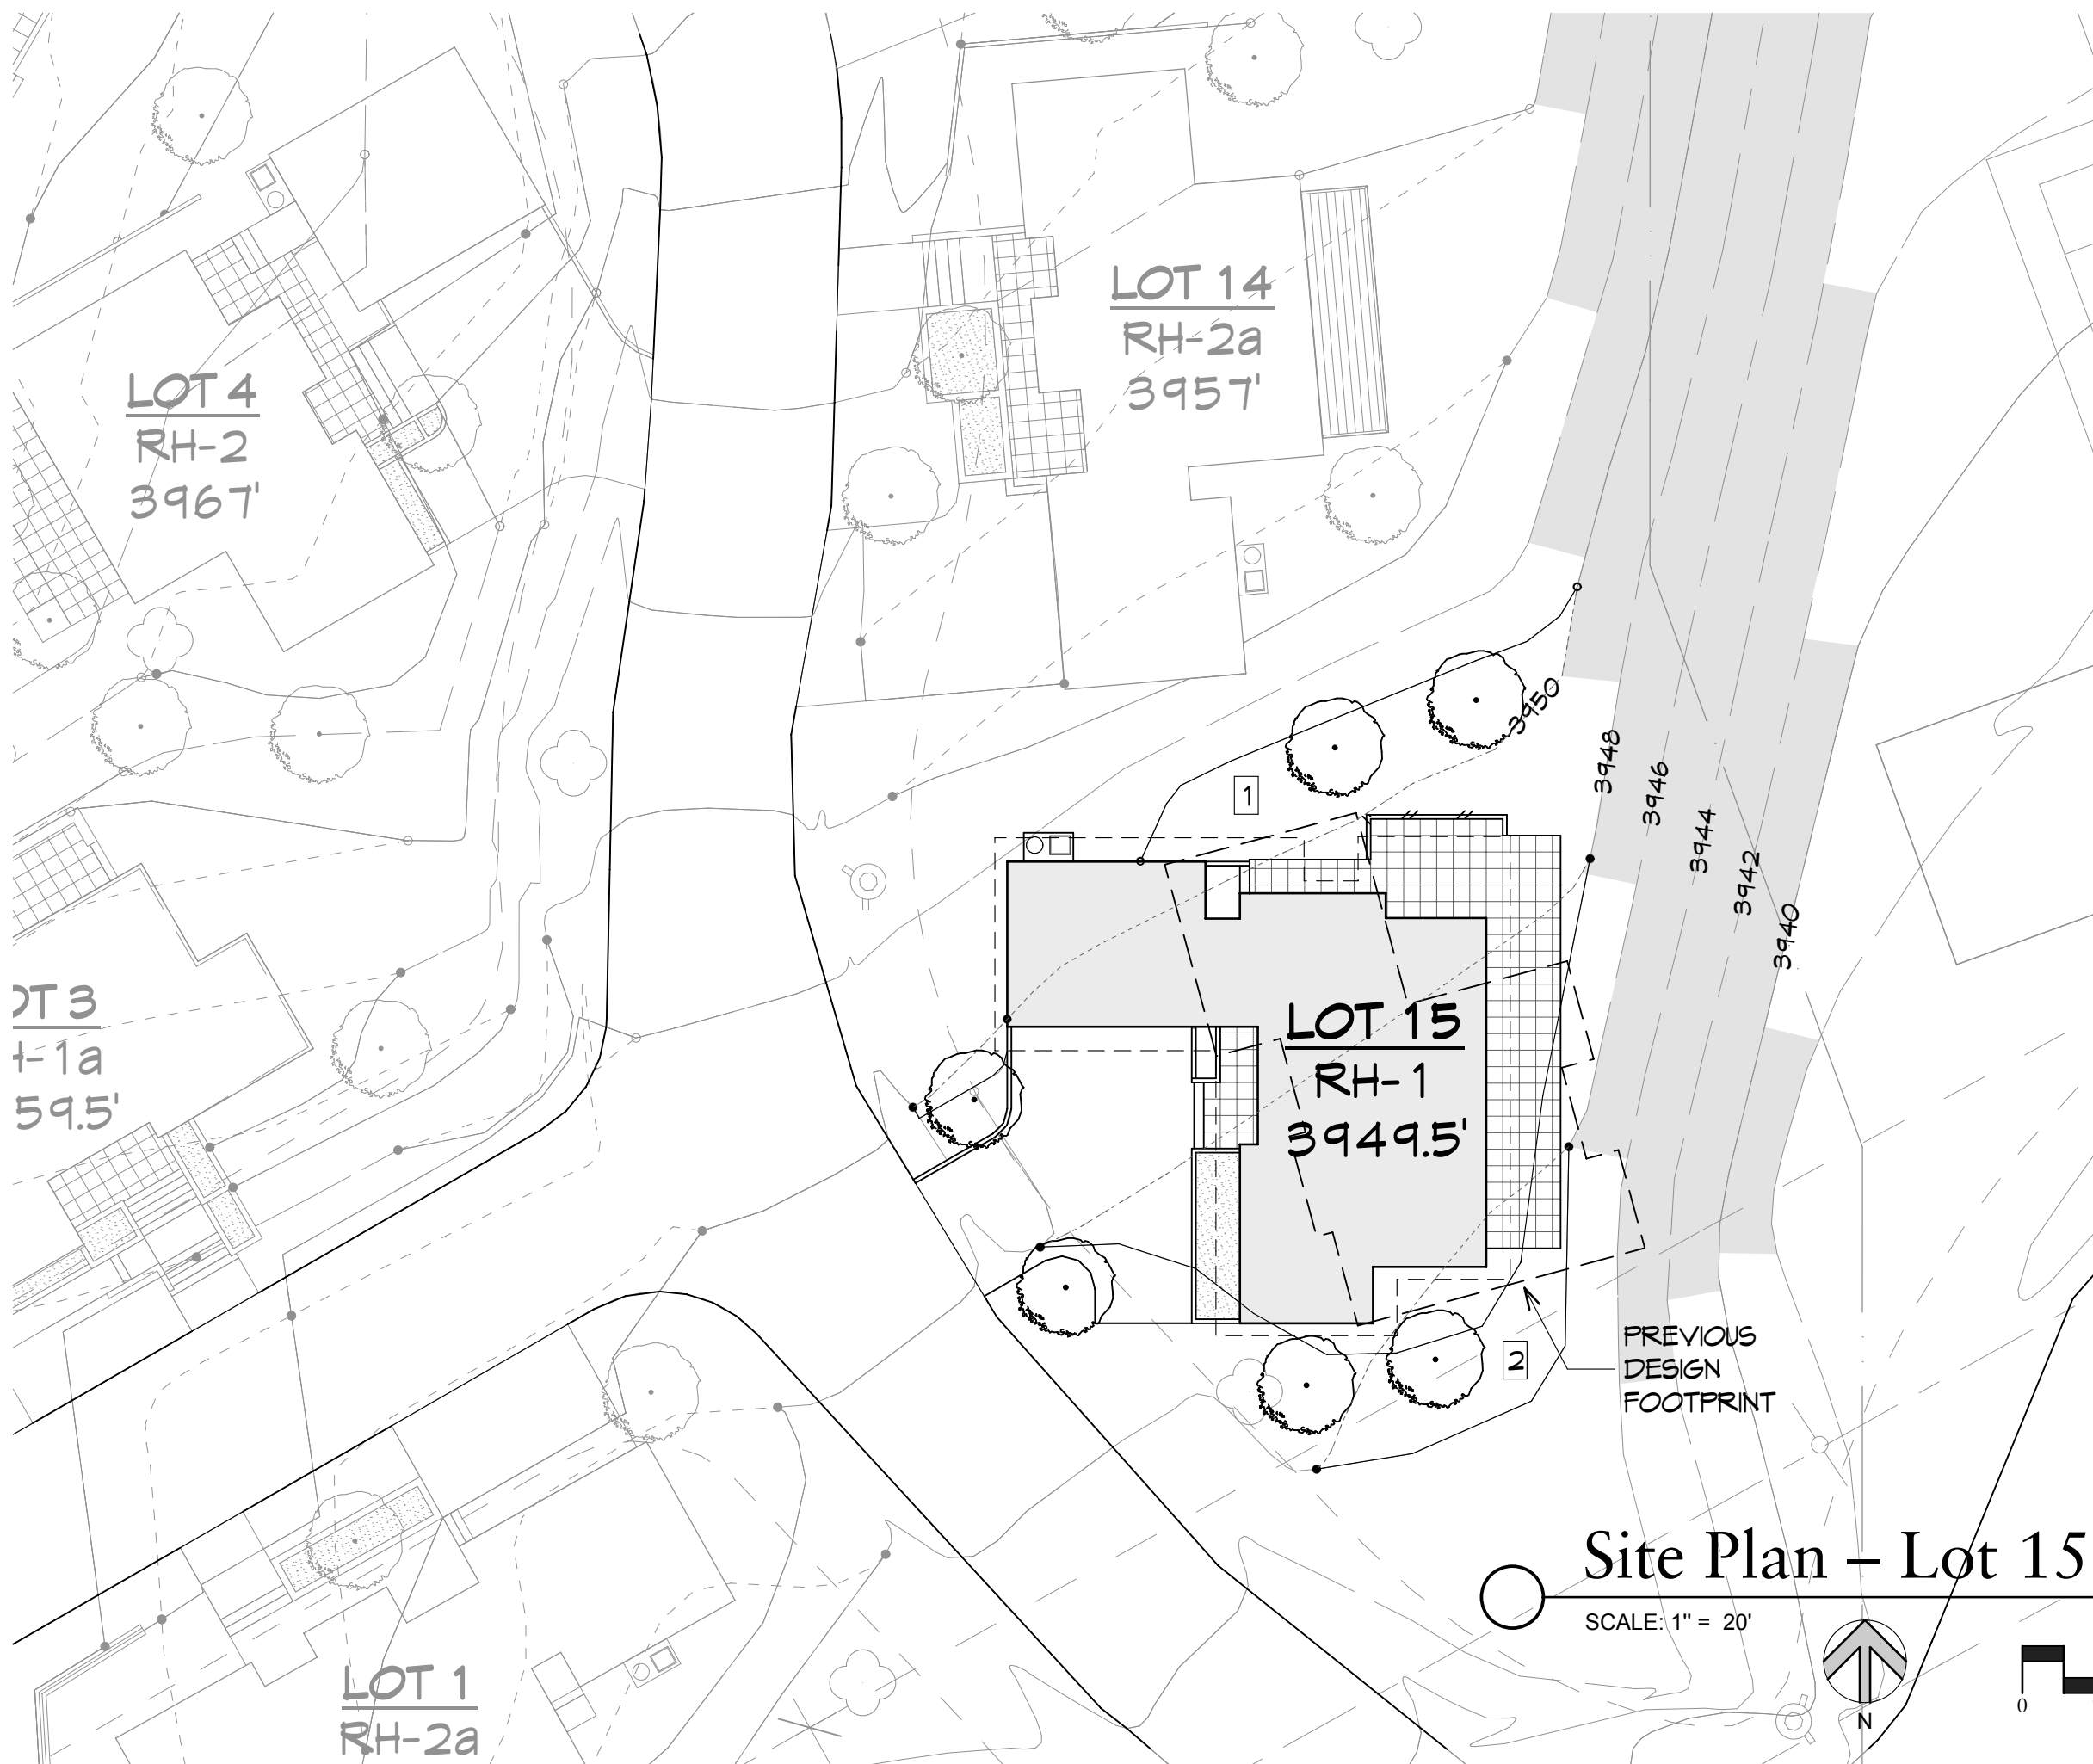 LOT 14
RH-2a
3957'
LOT 4
RH-2
3967'
3950
3948
3946
3944
3942
3940
1
OT 3
H-1a
59.5'
LOT 15
RH-1
3949.5'
2
PREVIOUS
DESIGN
FOOTPRINT
Site Plan – Lot 15
SCALE: 1" = 20'
N
0
LOT 1
RH-2a